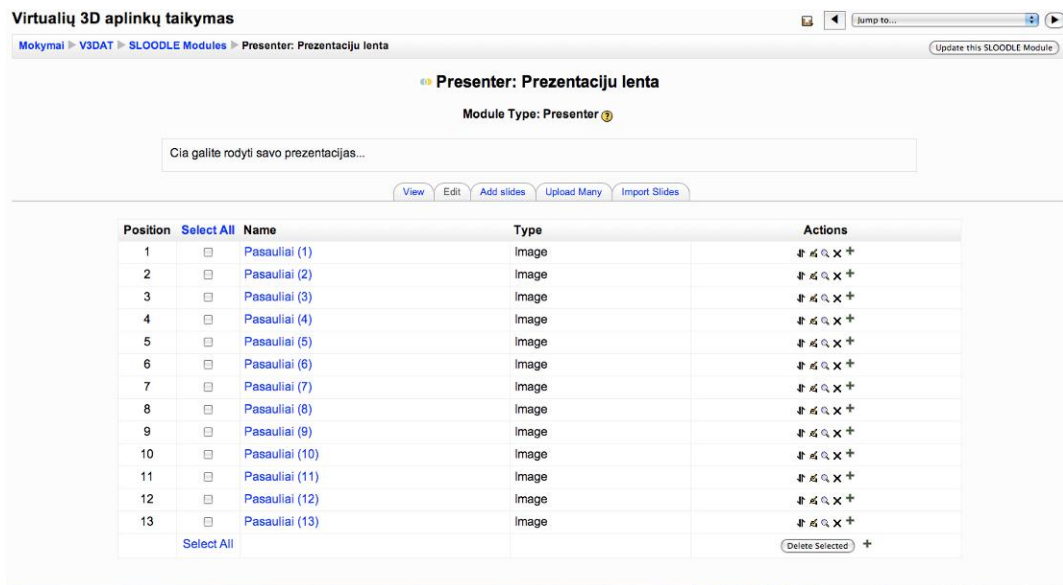 Virtualių 3D aplinkų taikymas
Jump to...
Mokymai V3DAT SLOODLE Modules Presenter: Prezentaciju lenta
Update this SLOODLE Module
Presenter: Prezentaciju lenta
Module Type: Presenter ?
Cia galite rodyti savo prezentacijas...
View Edit Add slides Upload Many Import Slides
Position Select All Name Type Actions
1 Pasauliai (1) Image
2 Pasauliai (2) Image
3 Pasauliai (3) Image
4 Pasauliai (4) Image
5 Pasauliai (5) Image
6 Pasauliai (6) Image
7 Pasauliai (7) Image
8 Pasauliai (8) Image
9 Pasauliai (9) Image
10 Pasauliai (10) Image
11 Pasauliai (11) Image
12 Pasauliai (12) Image
13 Pasauliai (13) Image
Select All Delete Selected